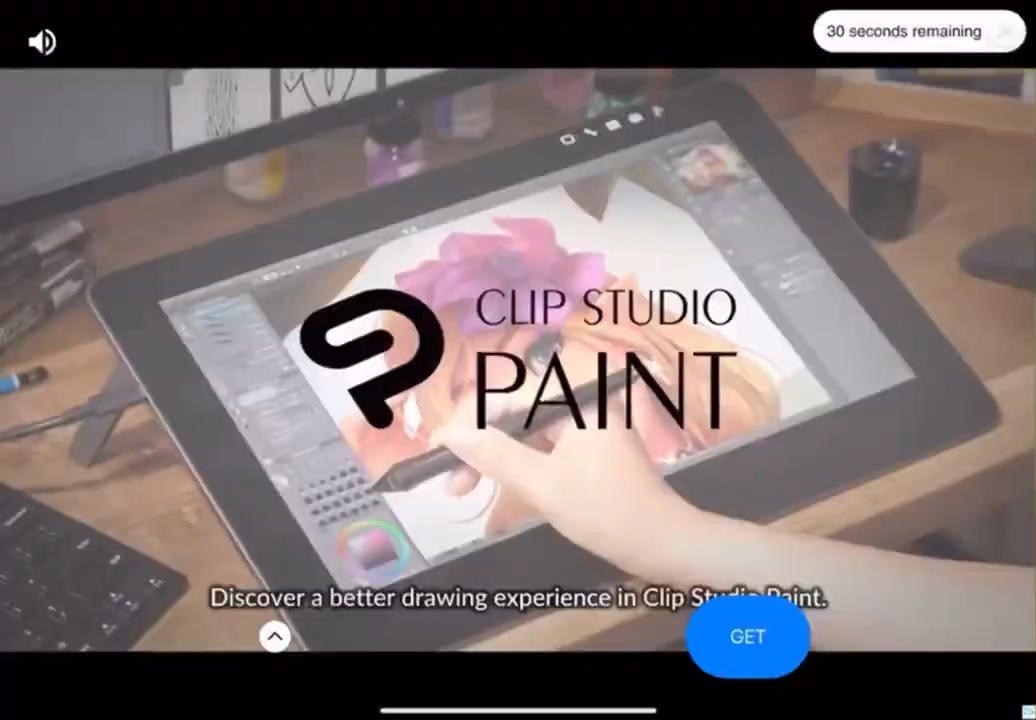 30 seconds remaining
CLIP STUDIO
PAINT
Discover a better drawing experience in Clip Studio Paint.
GET